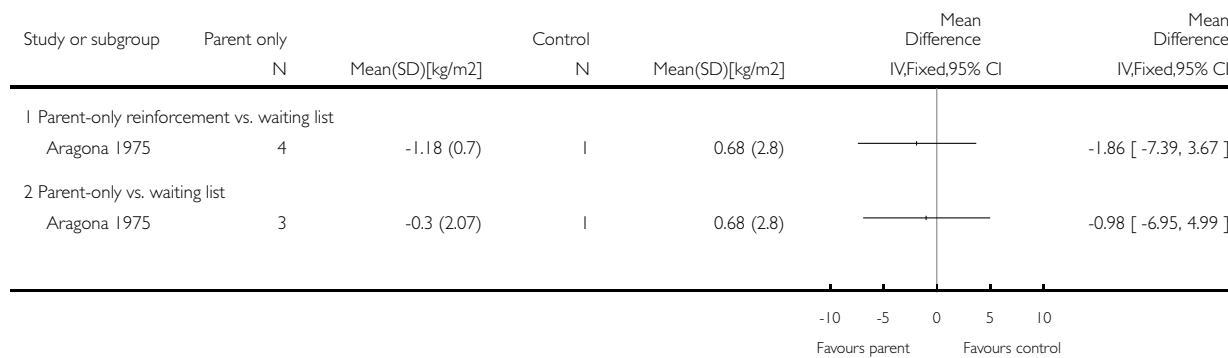 Study or subgroup Parent only Control Mean Difference Mean Difference
N Mean(SD)[kg/m2] N Mean(SD)[kg/m2] IV,Fixed,95% CI IV,Fixed,95% CI
1 Parent-only reinforcement vs. waiting list
Aragona 1975 4 -1.18 (0.7) 1 0.68 (2.8) -1.86 [ -7.39, 3.67 ]
2 Parent-only vs. waiting list
Aragona 1975 3 -0.3 (2.07) 1 0.68 (2.8) -0.98 [ -6.95, 4.99 ]
-10 -5 0 5 10
Favours parent Favours control